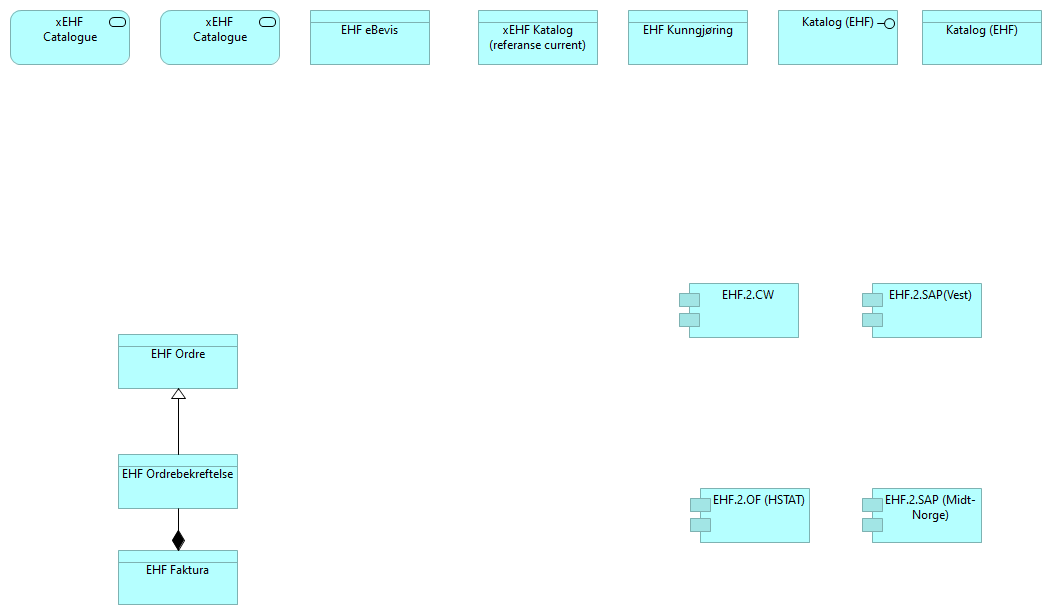 xEHF
Catalogue
xEHF
Catalogue
EHF eBevis
xEHF Katalog
(referanse current)
EHF Kunngjøring
Katalog (EHF)
Katalog (EHF)
EHF.2.CW
EHF.2.SAP(Vest)
EHF Ordre
EHF Ordrebekreftelse
EHF.2.OF (HSTAT)
EHF.2.SAP (Midt-
Norge)
EHF Faktura